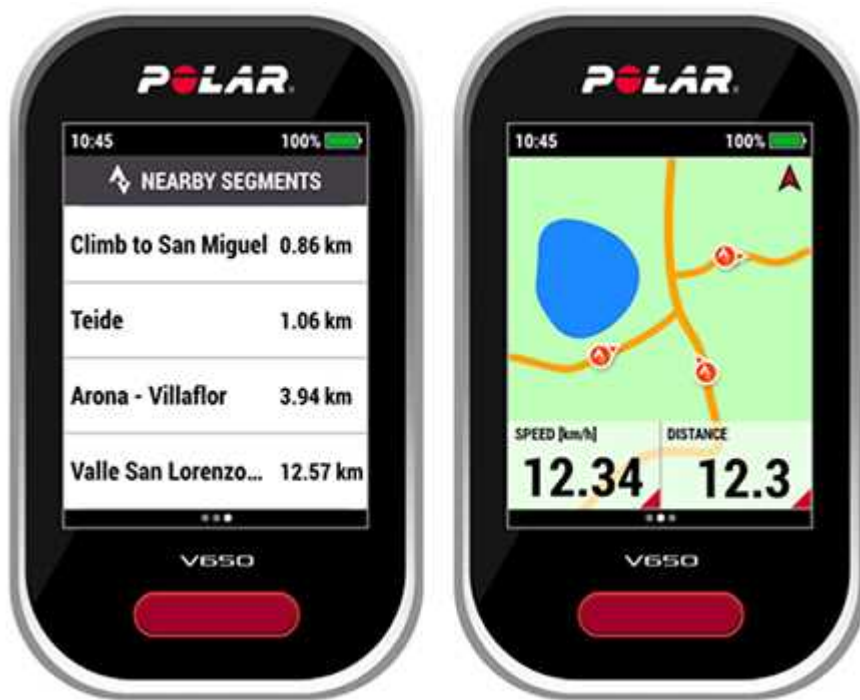 POLAR
10:45 100%
NEARBY SEGMENTS
Climb to San Miguel 0.86 km
Teide 1.06 km
Arona - Villaflor 3.94 km
Valle San Lorenzo... 12.57 km
V650
POLAR
10:45 100%
SPEED [km/h] DISTANCE
12.34 12.3
V650